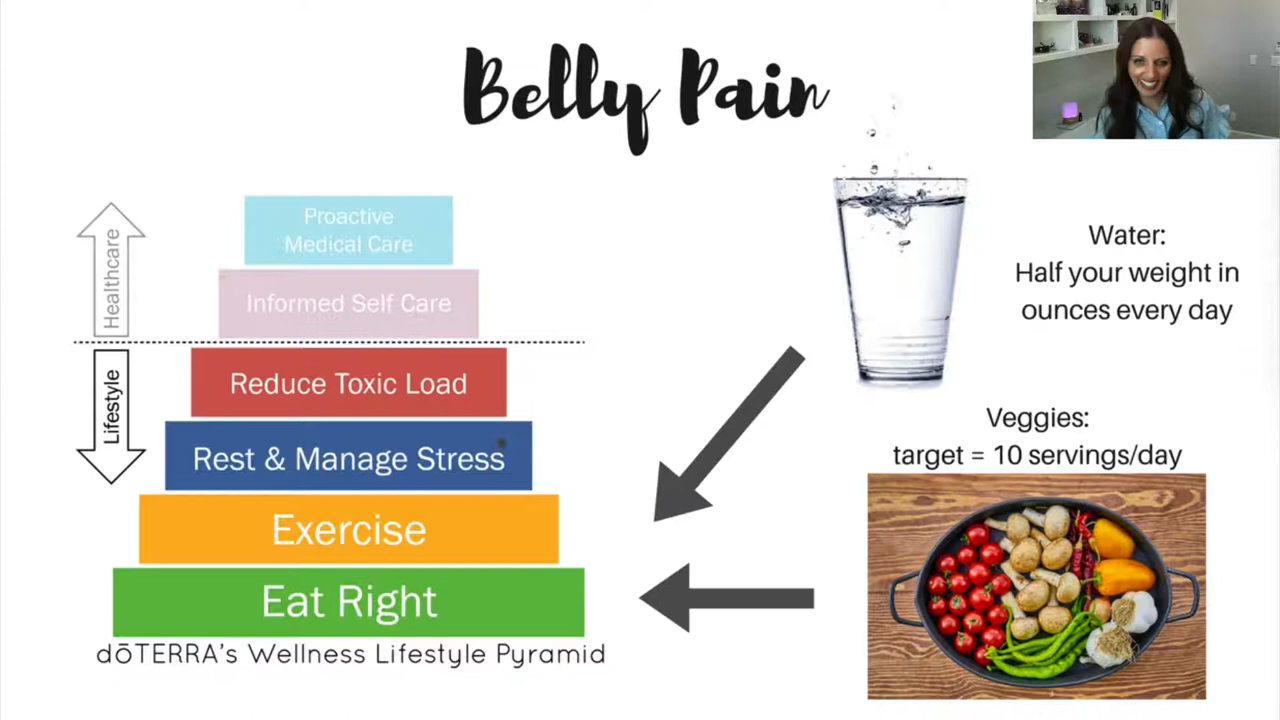 Belly Pain
Proactive
Medical Care
Informed Self Care
Reduce Toxic Load
Rest & Manage Stress
Exercise
Eat Right
dōTERRA's Wellness Lifestyle Pyramid
Healthcare
Lifestyle
Water:
Half your weight in
ounces every day
Veggies:
target = 10 servings/day